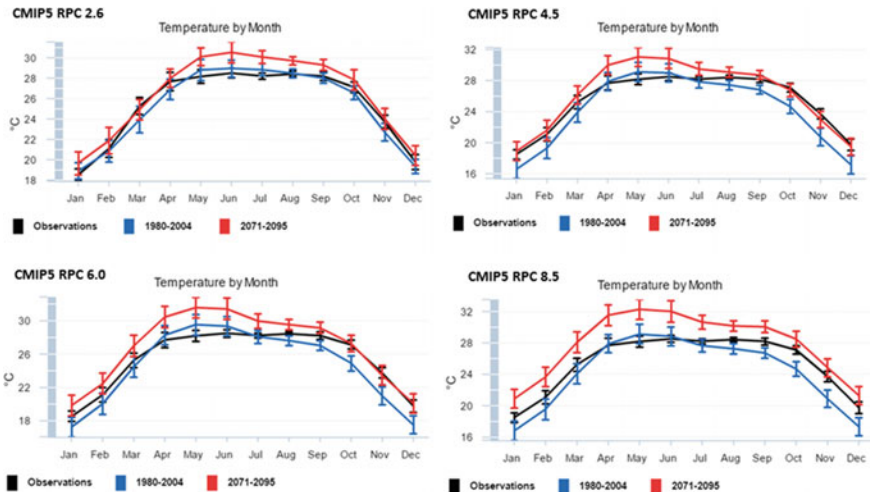 CMIP5 RPC 2.6
Temperature by Month
30
28
26
24
22
20
18
°C
Jan Feb Mar Apr May Jun Jul Aug Sep Oct Nov Dec
Observations 1980-2004 2071-2095
CMIP5 RPC 4.5
Temperature by Month
32
28
24
20
16
°C
Jan Feb Mar Apr May Jun Jul Aug Sep Oct Nov Dec
Observations 1980-2004 2071-2095
CMIP5 RPC 6.0
Temperature by Month
30
26
22
18
°C
Jan Feb Mar Apr May Jun Jul Aug Sep Oct Nov Dec
Observations 1980-2004 2071-2095
CMIP5 RPC 8.5
Temperature by Month
32
28
24
20
16
°C
Jan Feb Mar Apr May Jun Jul Aug Sep Oct Nov Dec
Observations 1980-2004 2071-2095